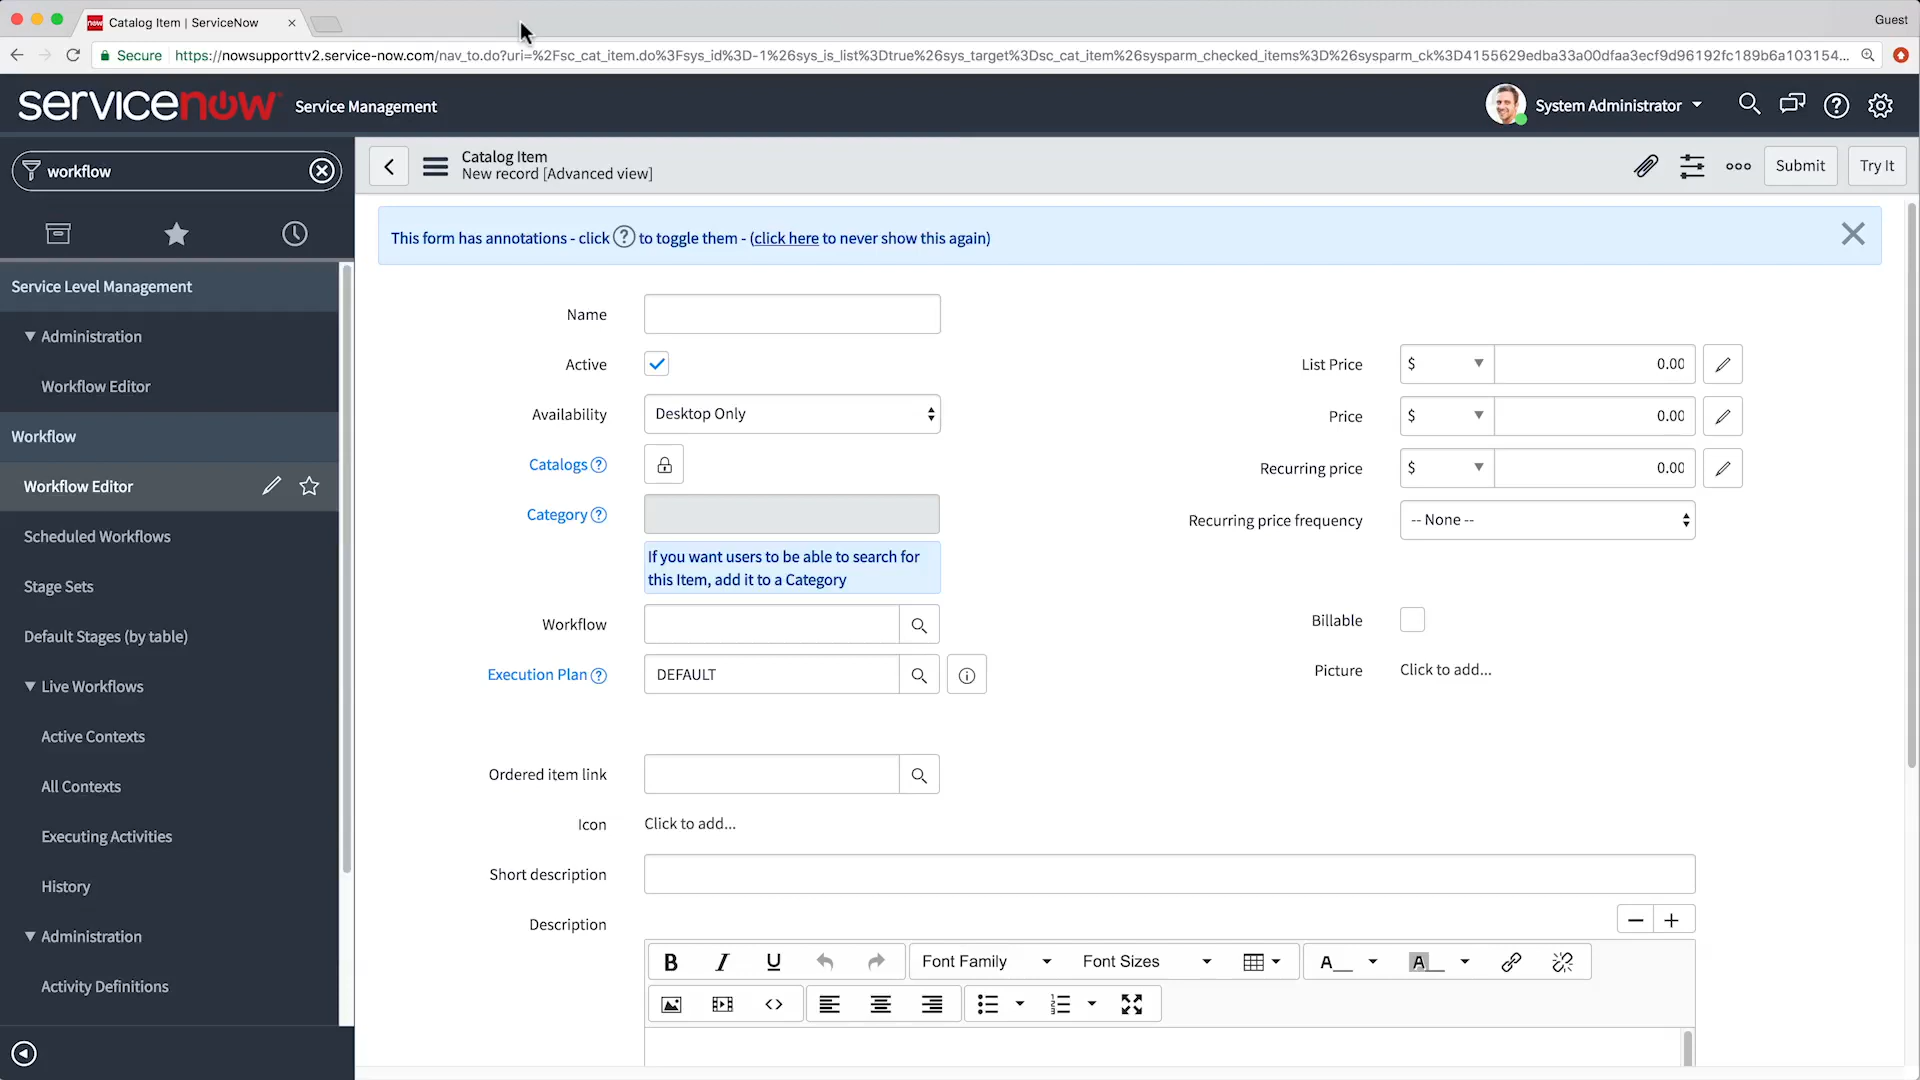 Catalog Item | ServiceNow
Guest
Secure https://nowsupporttv2.service-now.com/nav_to.do?uri=%2Fsc_cat_item.do%3Fsys_id%3D-1%26sys_is_list%3Dtrue%26sys_target%3Dsc_cat_item%26sysparm_checked_items%3D%26sysparm_ck%3D4155629edba33a00dfaa3ecf9d96192fc189b6a103154...
servicenow Service Management
System Administrator
workflow
Catalog Item
New record [Advanced view]
Submit
Try It
This form has annotations - click ? to toggle them - (click here to never show this again)
Service Level Management
Administration
Workflow Editor
Workflow
Workflow Editor
Scheduled Workflows
Stage Sets
Default Stages (by table)
Live Workflows
Active Contexts
All Contexts
Executing Activities
History
Administration
Activity Definitions
Name
Active
Availability Desktop Only
Catalogs ?
Category ?
If you want users to be able to search for
this Item, add it to a Category
Workflow
Execution Plan ? DEFAULT
Ordered item link
Icon Click to add...
Short description
Description
List Price $ 0.00
Price $ 0.00
Recurring price $ 0.00
Recurring price frequency -- None --
Billable
Picture Click to add...
B I U Font Family Font Sizes A A